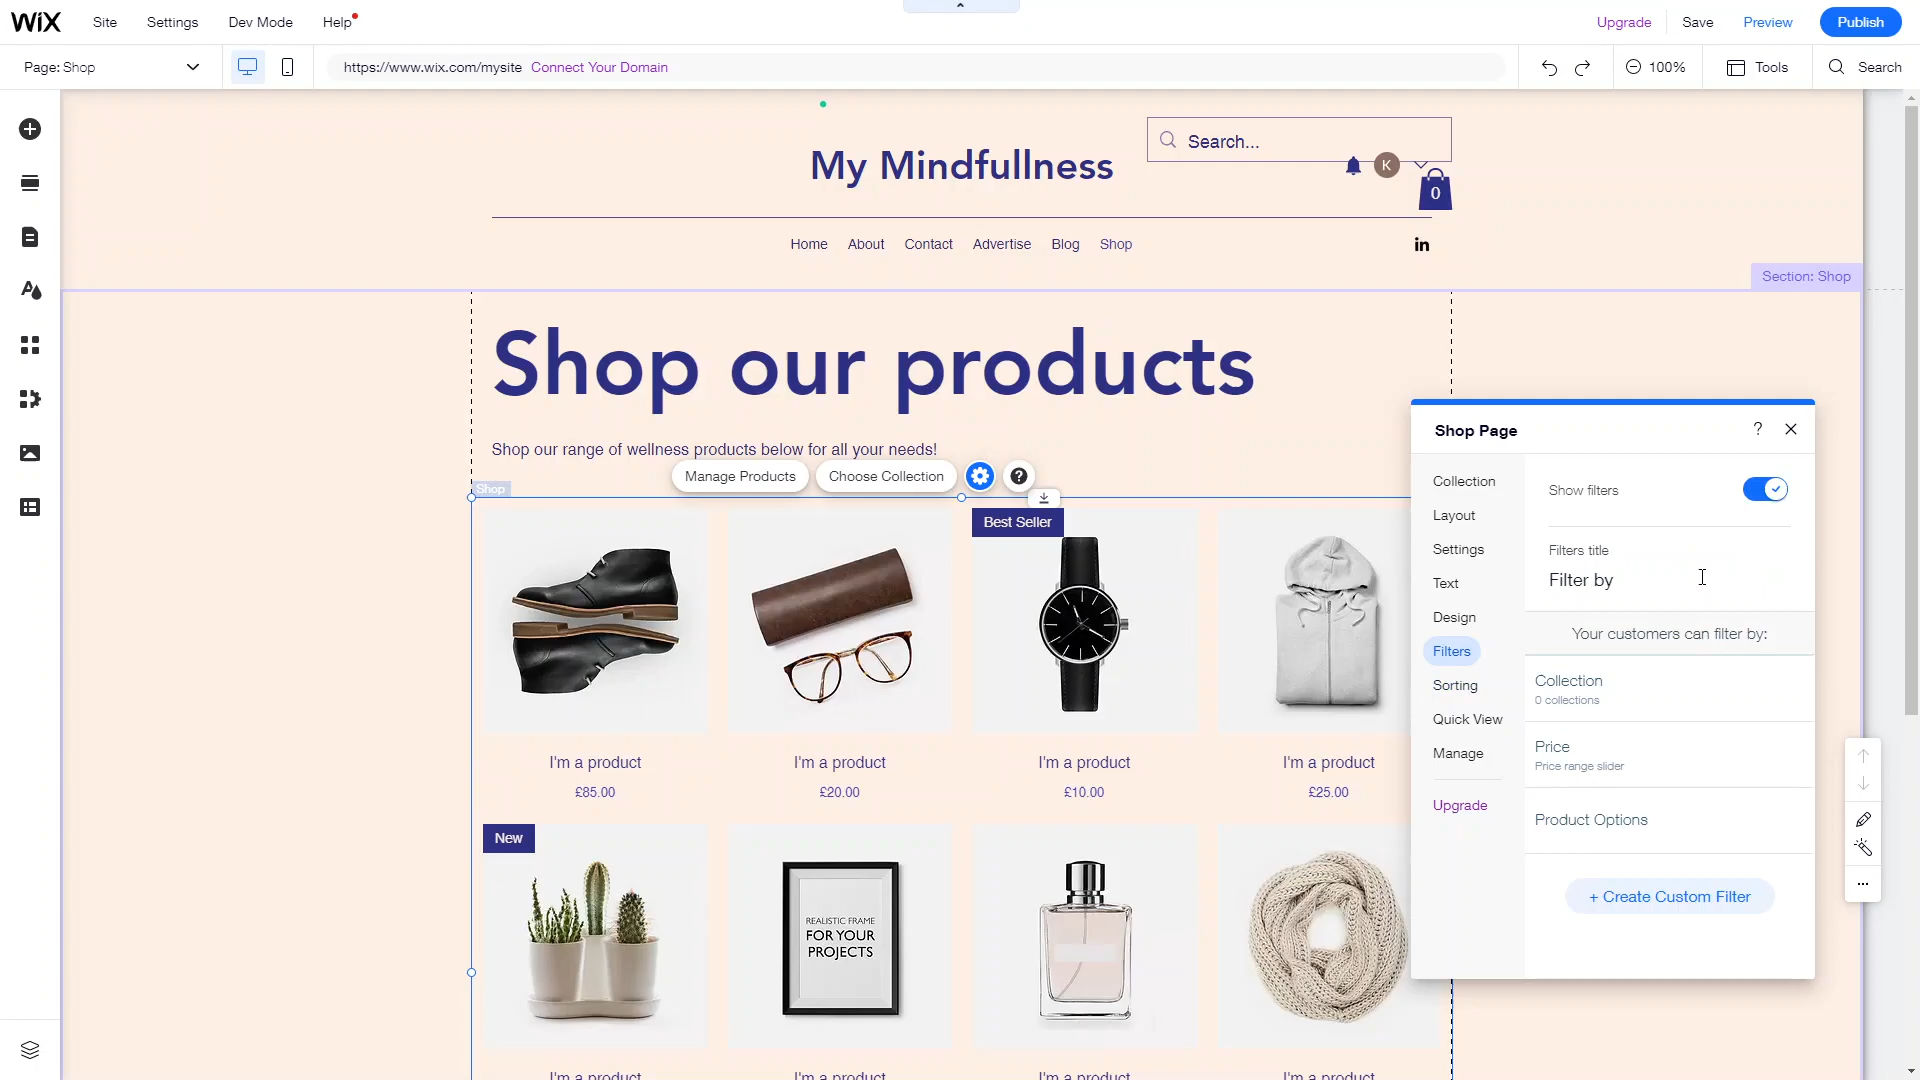 WiX
Site
Settings
Dev Mode
Help
Upgrade
Save
Preview
Publish
Page: Shop
https://www.wix.com/mysite
Connect Your Domain
100%
Tools
Search
My Mindfullness
Search...
K
0
Home
About
Contact
Advertise
Blog
Shop
in
Section: Shop
Shop our products
Shop our range of wellness products below for all your needs!
Manage Products
Choose Collection
?
Shop
Best Seller
I'm a product
£85.00
I'm a product
£20.00
I'm a product
£10.00
I'm a product
£25.00
New
REALISTIC FRAME
FOR YOUR
PROJECTS
I'm a product
I'm a product
I'm a product
I'm a product
Shop Page
?
Collection
Layout
Settings
Text
Design
Filters
Sorting
Quick View
Manage
Upgrade
Show filters
Filters title
Filter by
Your customers can filter by:
Collection
0 collections
Price
Price range slider
Product Options
+ Create Custom Filter